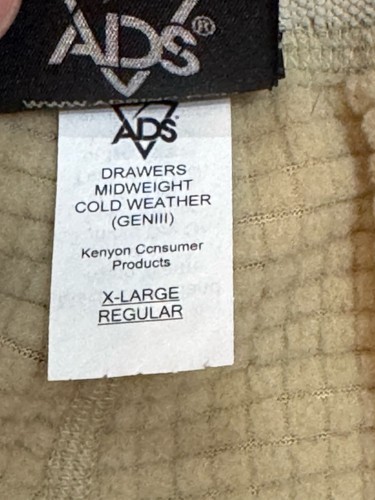 ADS®
ADS
DRAWERS
MIDWEIGHT
COLD WEATHER
(GENIII)
Kenyon Ccnsumer
Products
X-LARGE
REGULAR